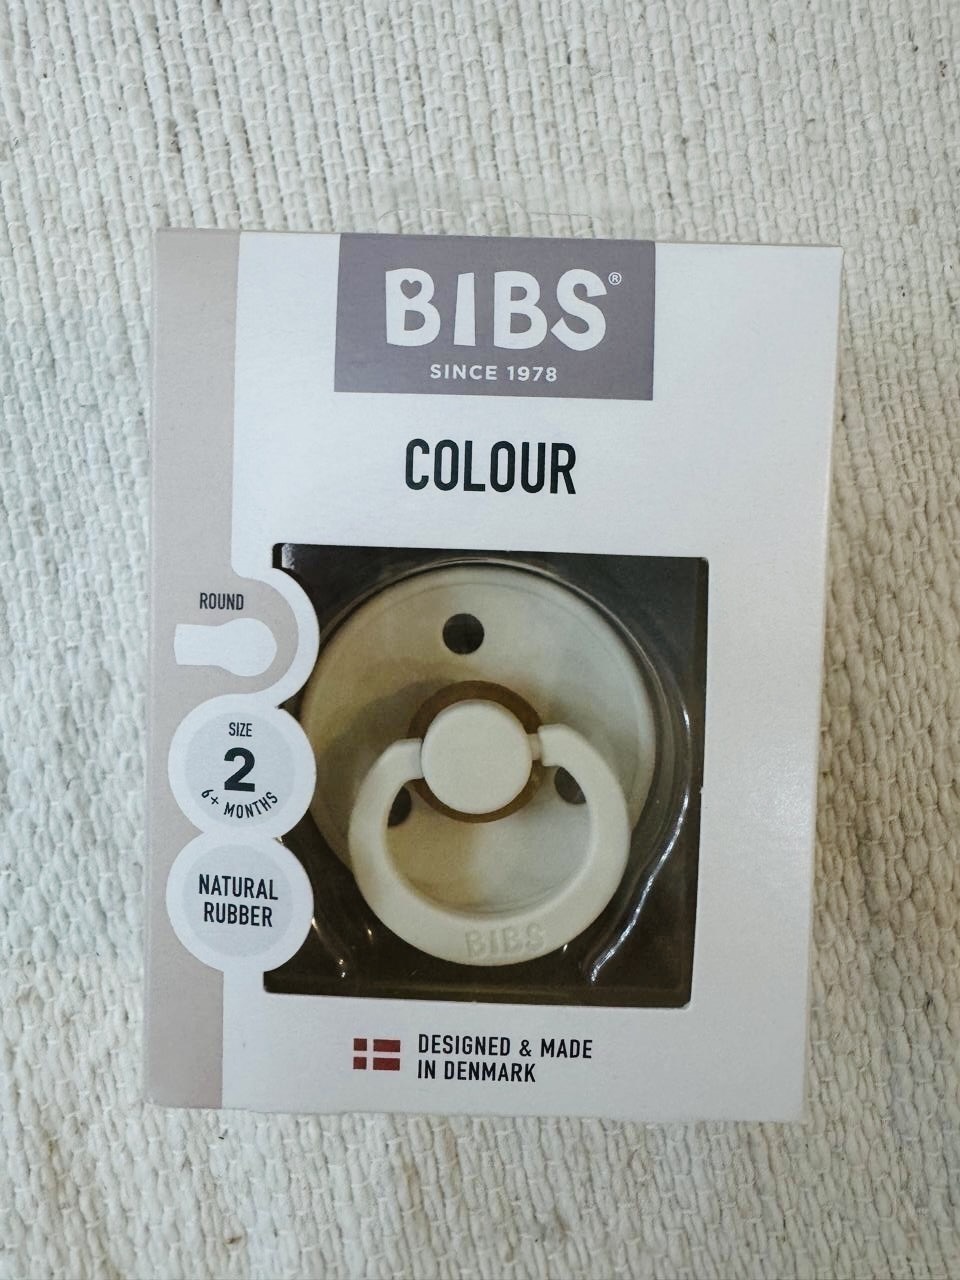 BIBS®
SINCE 1978
COLOUR
ROUND
SIZE
2
6+ MONTHS
NATURAL
RUBBER
BIBS
DESIGNED & MADE
IN DENMARK